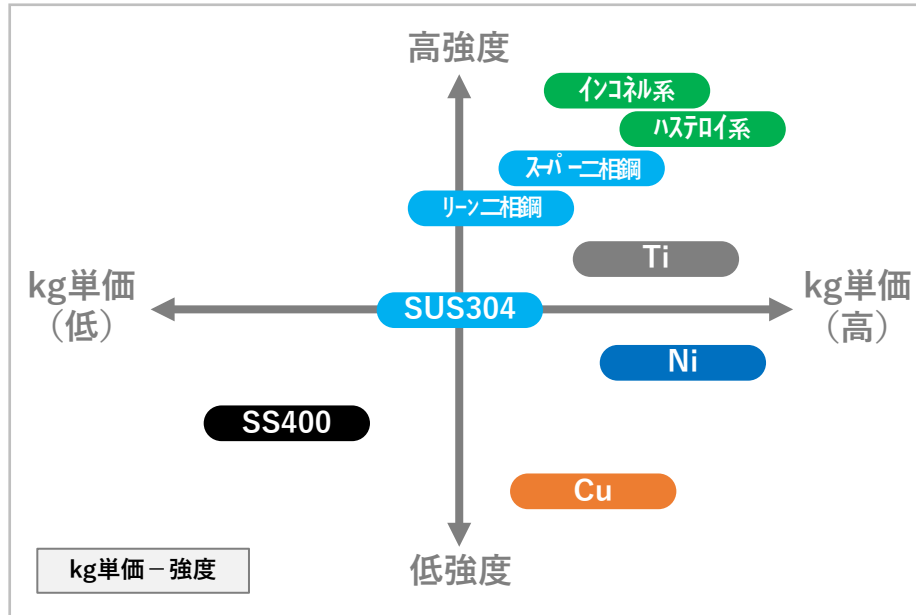 高強度
インコネル系
ハステロイ系
スーパー二相鋼
リーン二相鋼
Ti
kg単価
(低)
SUS304
kg単価
(高)
Ni
SS400
Cu
kg単価－強度
低強度